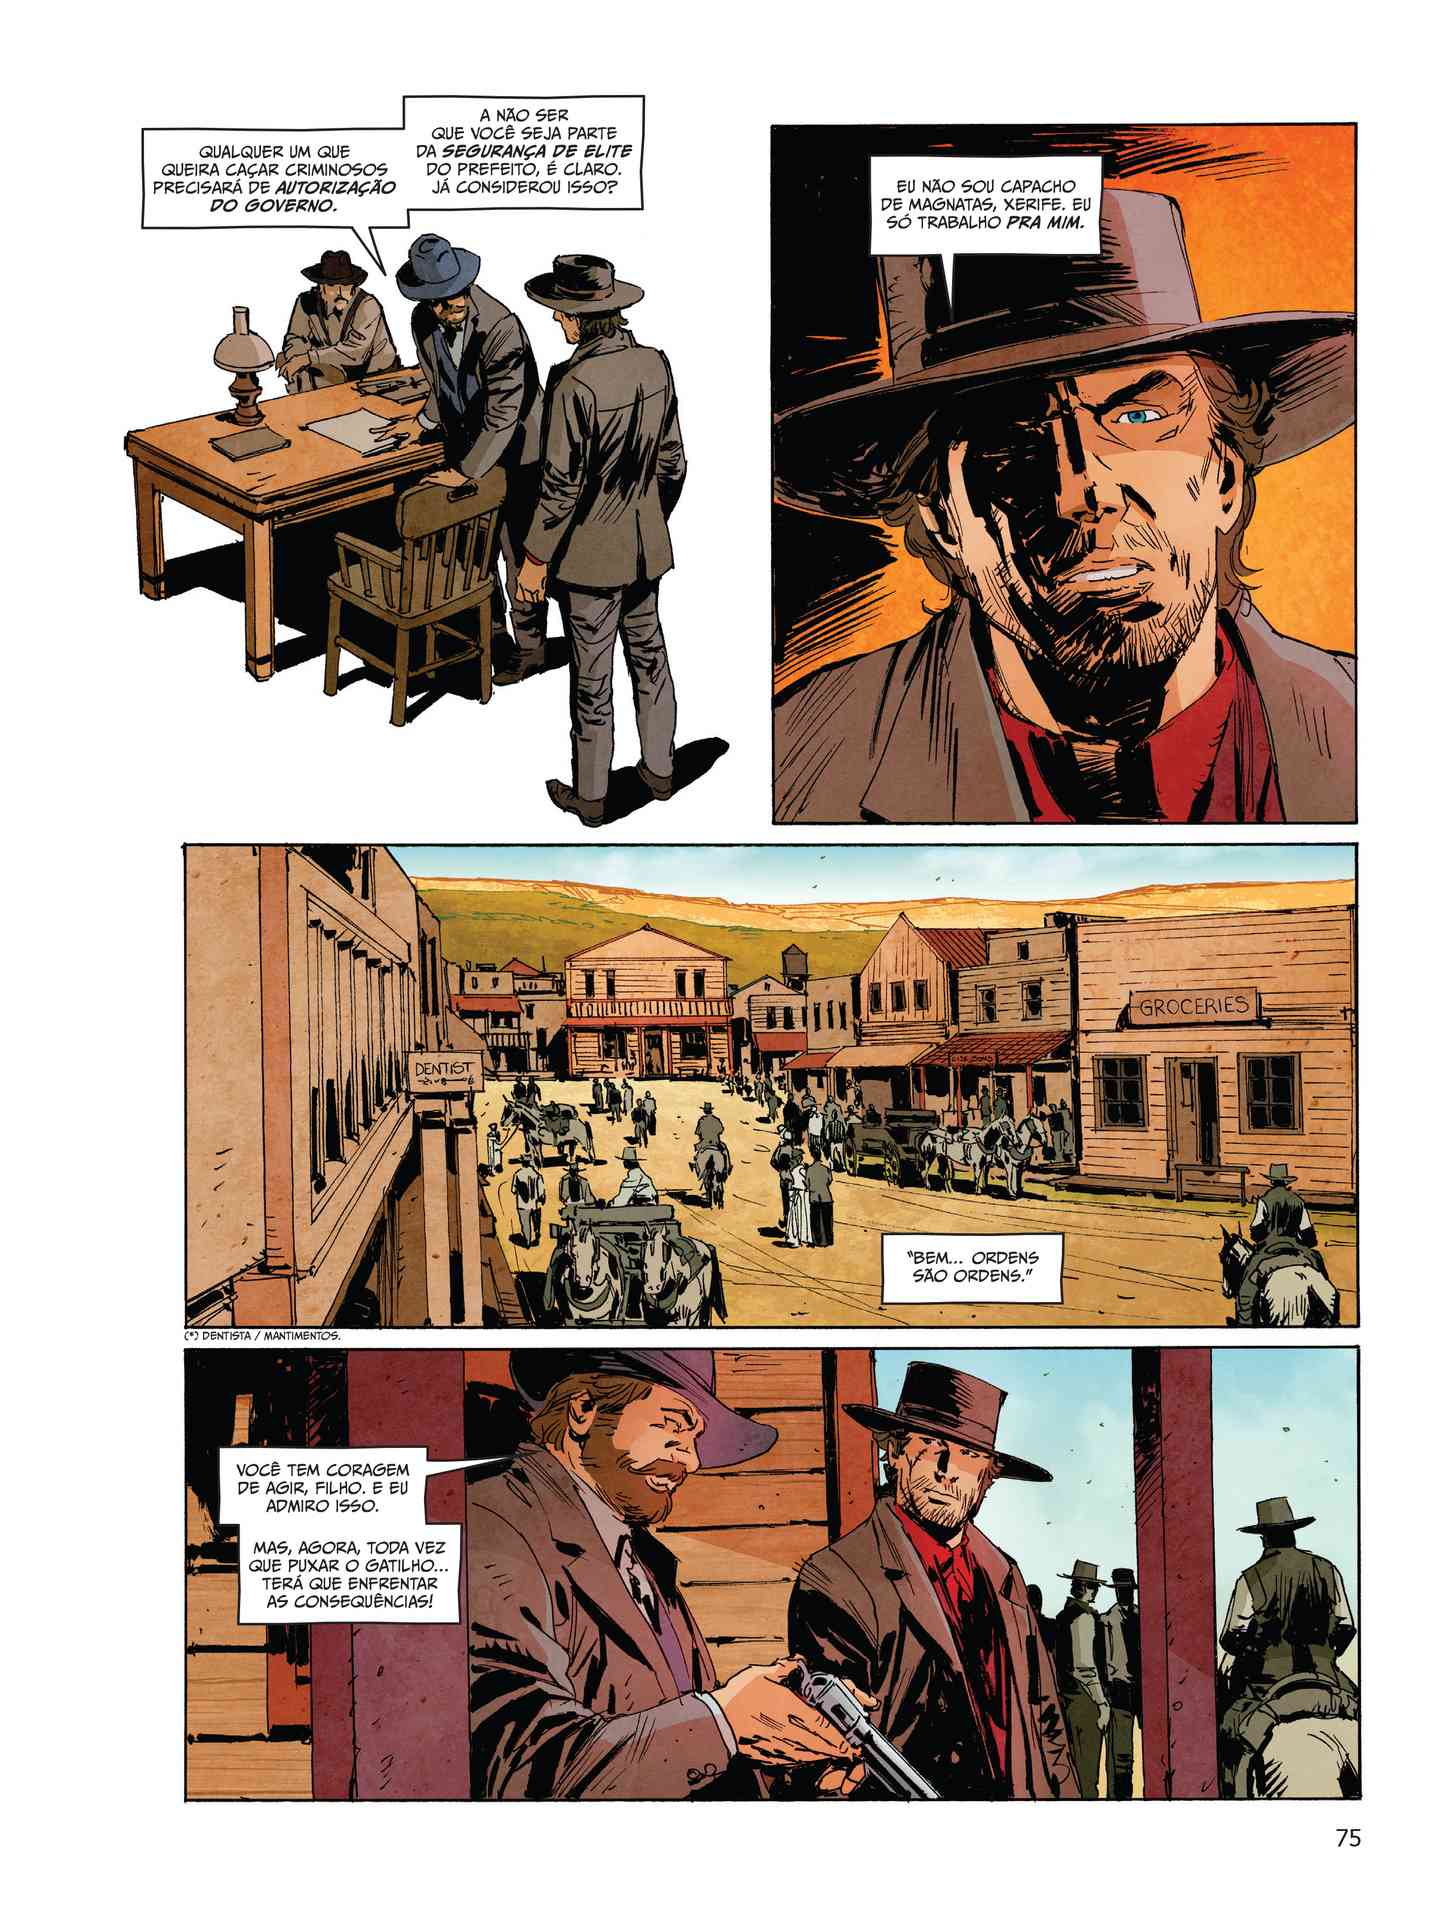 QUALQUER UM QUE
QUEIRA CAÇAR CRIMINOSOS
PRECISARÁ DE AUTORIZAÇÃO
DO GOVERNO.
A NÃO SER
QUE VOCÊ SEJA PARTE
DA SEGURANÇA DE ELITE
DO PREFEITO, É CLARO.
JÁ CONSIDEROU ISSO?
EU NÃO SOU CAPACHO
DE MAGNATAS, XERIFE. EU
SÓ TRABALHO PRA MIM.
DENTIST
GROCERIES
"BEM... ORDENS
SÃO ORDENS."
(*) DENTISTA / MANTIMENTOS.
VOCÊ TEM CORAGEM
DE AGIR, FILHO. E EU
ADMIRO ISSO.
MAS, AGORA, TODA VEZ
QUE PUXAR O GATILHO...
TERÁ QUE ENFRENTAR
AS CONSEQUÊNCIAS!
75